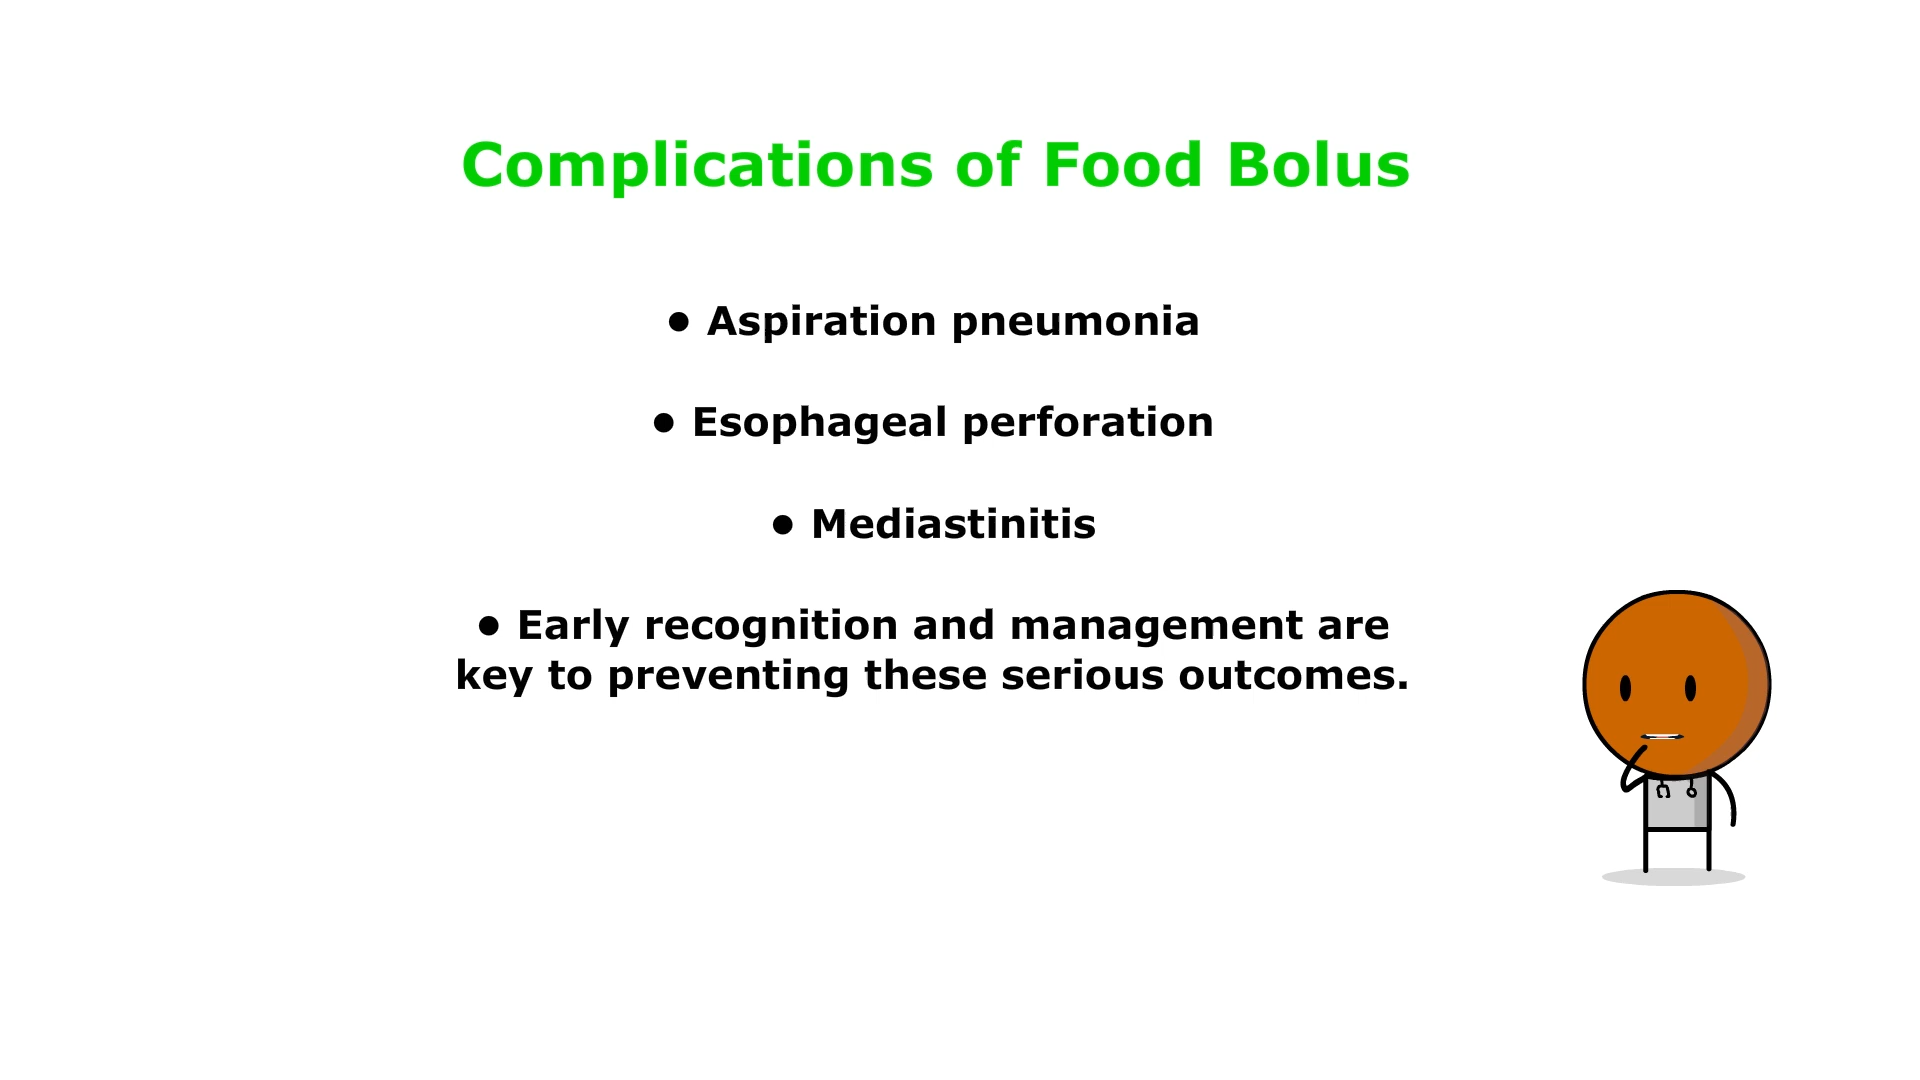 Complications of Food Bolus
• Aspiration pneumonia
• Esophageal perforation
• Mediastinitis
• Early recognition and management are
key to preventing these serious outcomes.